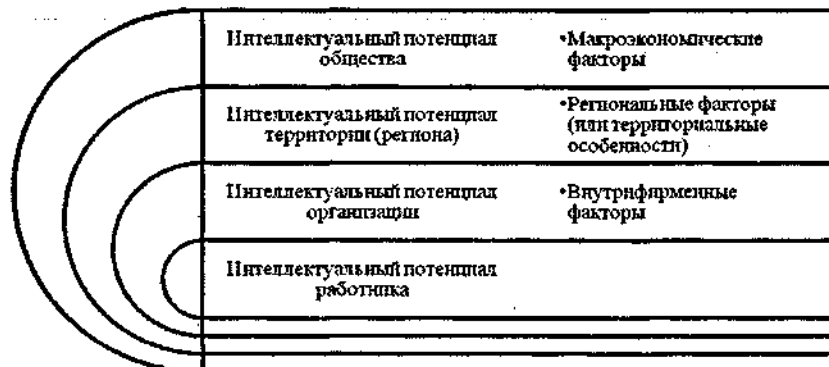 Интеллектуальный потенциал
общества
•Макроэкономические
факторы
Интеллектуальный потенциал
территории (региона)
•Региональные факторы
(или территориальные
особенности)
Интеллектуальный потенциал
организации
•Внутрифирменные
факторы
Интеллектуальный потенциал
работника